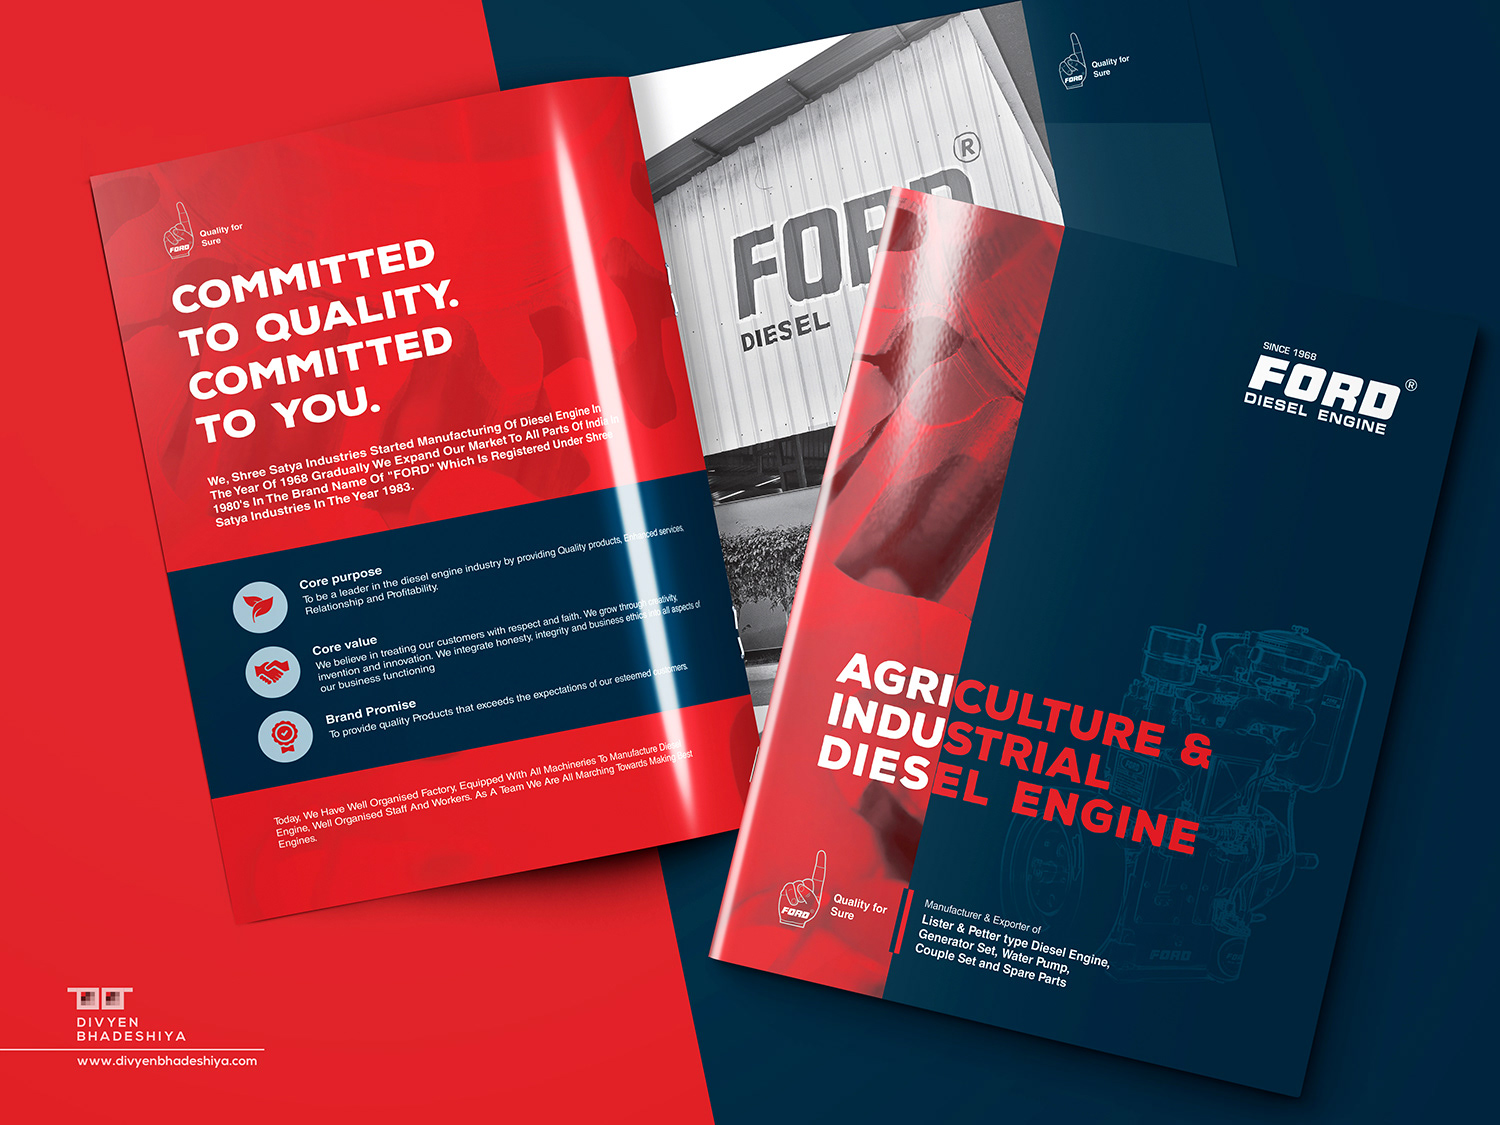 Quality for
Sure
FORD
COMMITTED
TO QUALITY.
COMMITTED
TO YOU.
We, Shree Satya Industries Started Manufacturing Of Diesel Engine In
The Year Of 1968 Gradually We Expand Our Market To All Parts Of India In
1980's In The Brand Name Of "FORD" Which Is Registered Under Shree
Satya Industries In The Year 1983.
Core purpose
To be a leader in the diesel engine industry by providing Quality products, Enhanced services,
Relationship and Profitability.
Core value
We believe in treating our customers with respect and faith. We grow through creativity,
invention and innovation. We integrate honesty, integrity and business ethics into all aspects of
our business functioning
Brand Promise
To provide quality Products that exceeds the expectations of our esteemed customers.
Today, We Have Well Organised Factory, Equipped With All Machineries To Manufacture Diesel
Engine, Well Organised Staff And Workers. As A Team We Are All Marching Towards Making Best
Engines.
®
FORD
DIESEL
Quality for
Sure
FORD
SINCE 1968
FORD®
DIESEL ENGINE
AGRICULTURE &
INDUSTRIAL
DIESEL ENGINE
FORD
Quality for
Sure
Manufacturer & Exporter of
Lister & Petter type Diesel Engine,
Generator Set, Water Pump,
Couple Set and Spare Parts
FORD
DIVYEN
BHADESHIYA
www.divyenbhadeshiya.com